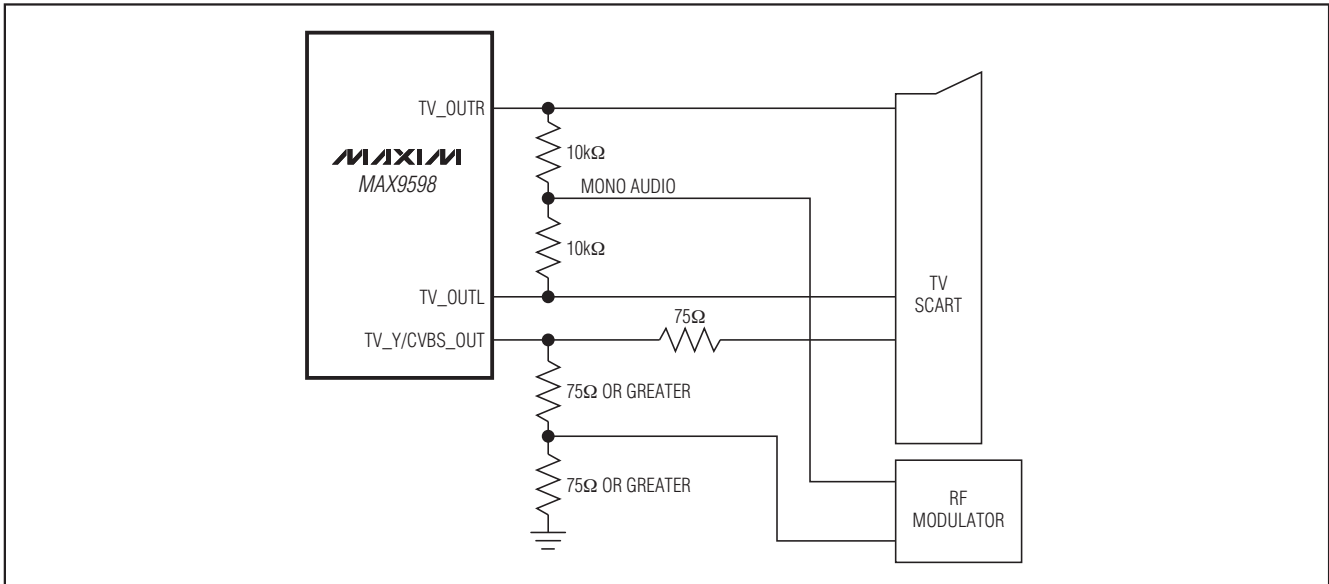 TV_OUTR
MAXIM
MAX9598
10kΩ
MONO AUDIO
10kΩ
TV_OUTL
TV_Y/CVBS_OUT
75Ω
75Ω OR GREATER
75Ω OR GREATER
TV
SCART
RF
MODULATOR